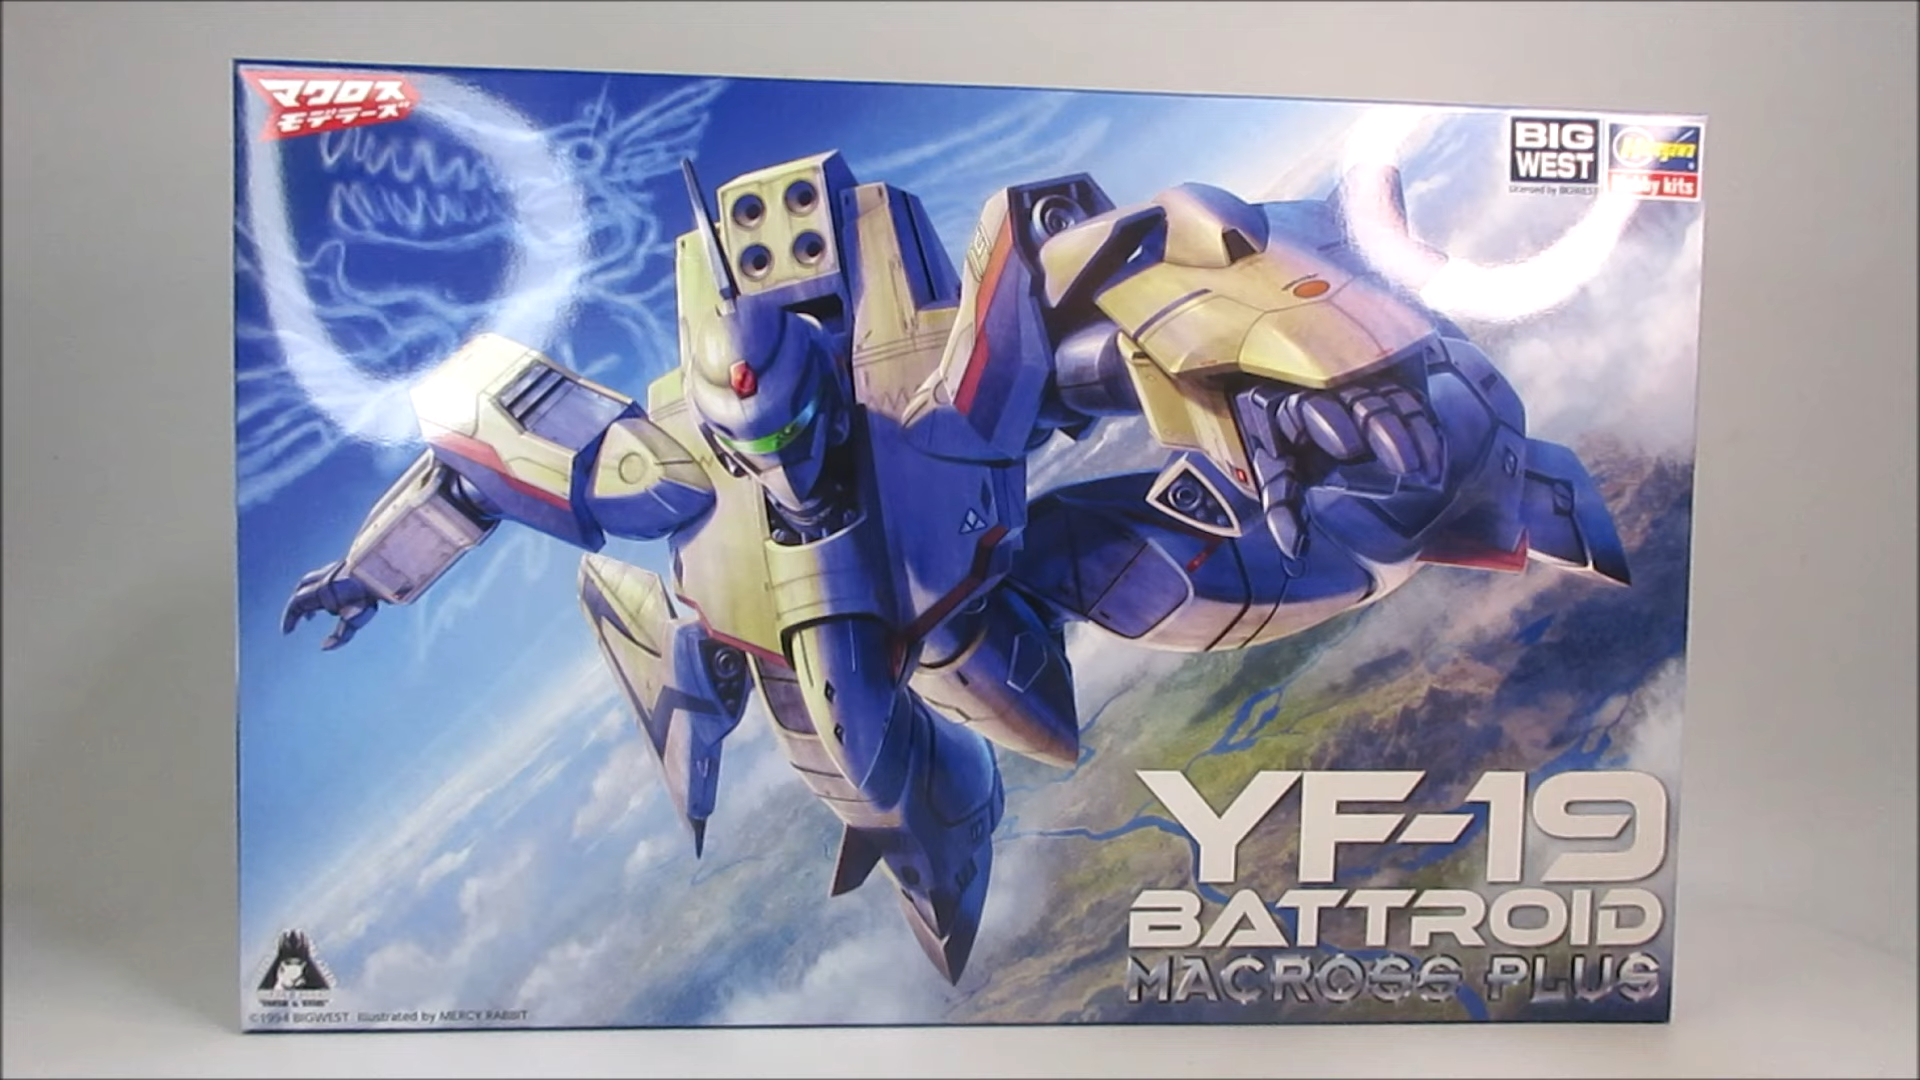 マクロス
モデラーズ
BIG
WEST
Licensed by BIGWEST
Hasegawa
Hobby kits
YF-19
BATTROID
MACROSS PLUS
©1994 BIGWEST Illustrated by MERCY RABBIT